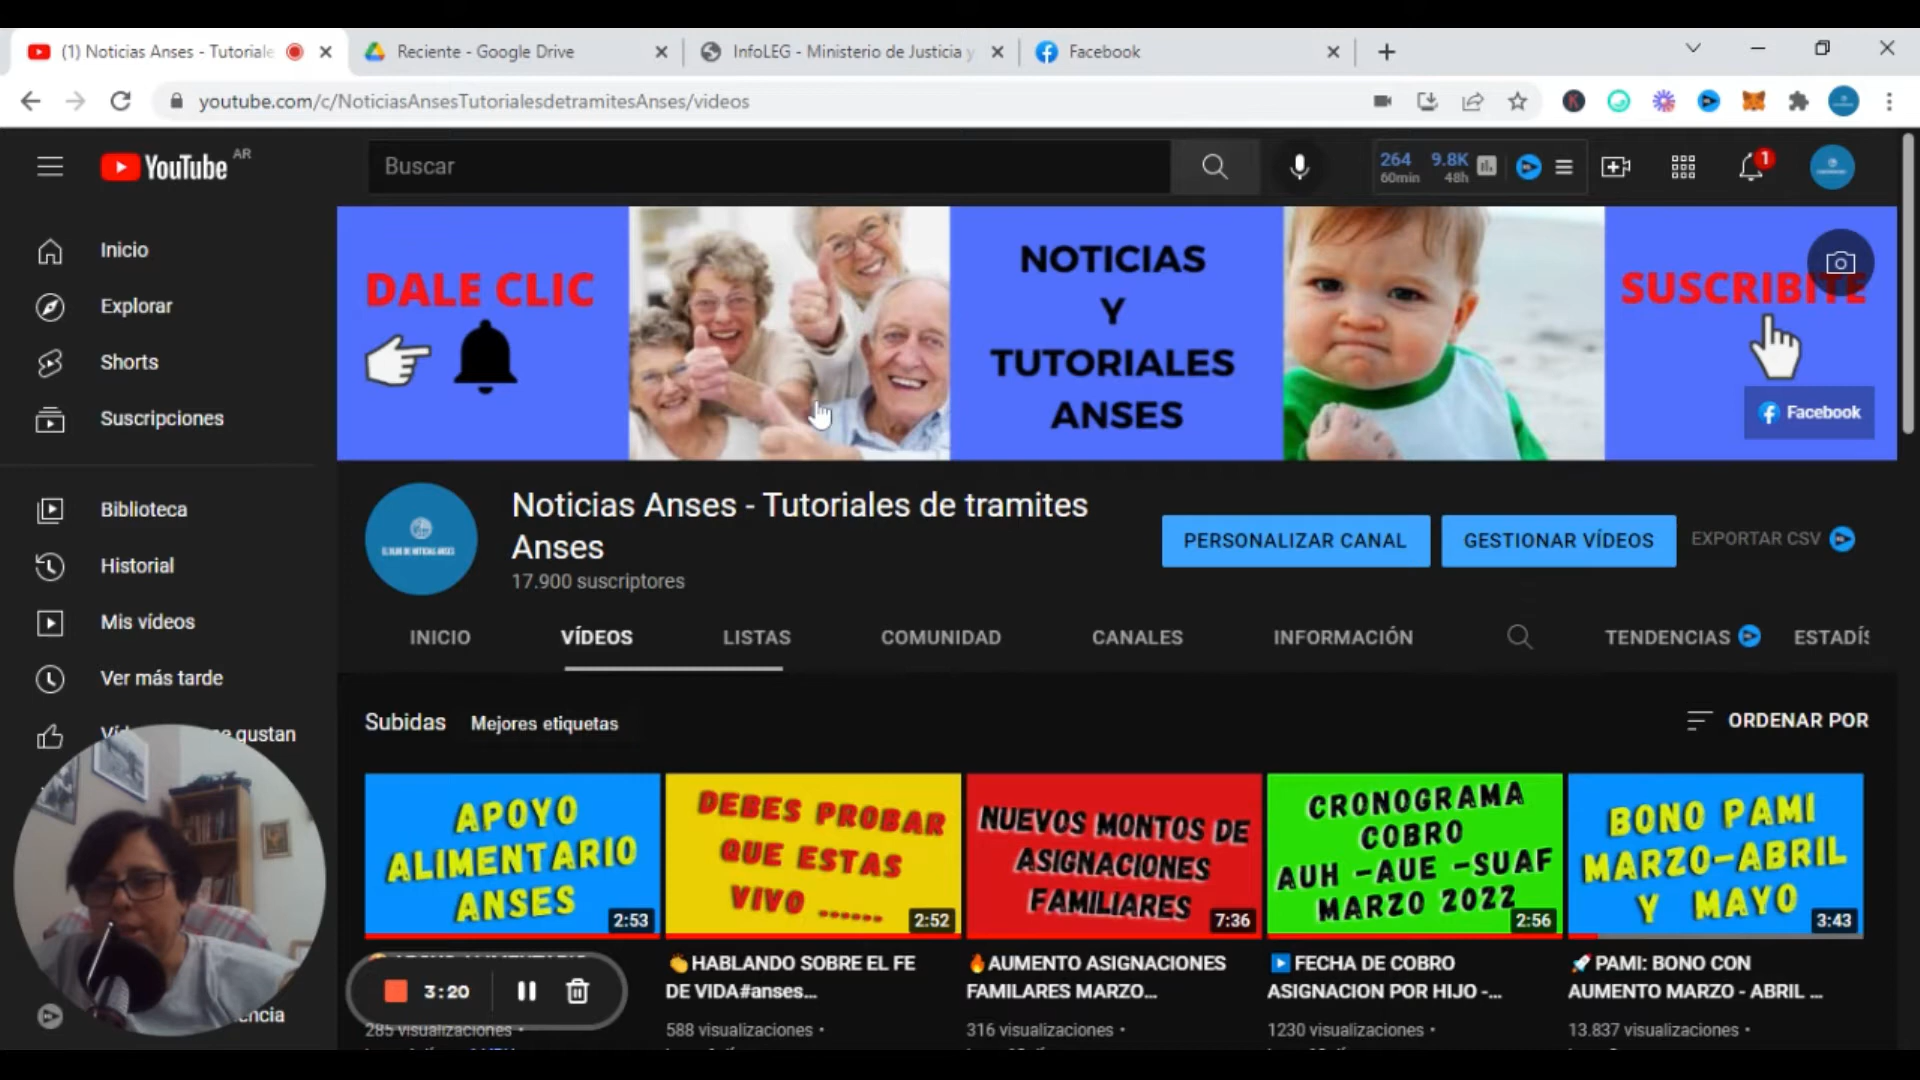 (1) Noticias Anses - Tutoriale
Reciente - Google Drive
InfoLEG - Ministerio de Justicia y
Facebook
youtube.com/c/NoticiasAnsesTutorialesdetramitesAnses/videos
YouTube AR
Buscar
264 9.8K
60min 48h
1
Inicio
Explorar
Shorts
Suscripciones
Biblioteca
Historial
Mis vídeos
Ver más tarde
gustan
DALE CLIC
NOTICIAS
Y
TUTORIALES
ANSES
SUSCRIBITE
Facebook
EL BLOG DE NOTICIAS ANSES
Noticias Anses - Tutoriales de tramites
Anses
17.900 suscriptores
PERSONALIZAR CANAL
GESTIONAR VÍDEOS
EXPORTAR CSV
INICIO
VÍDEOS
LISTAS
COMUNIDAD
CANALES
INFORMACIÓN
TENDENCIAS
ESTADÍS
Subidas
Mejores etiquetas
ORDENAR POR
APOYO
ALIMENTARIO
ANSES
2:53
DEBES PROBAR
QUE ESTAS
VIVO ......
2:52
NUEVOS MONTOS DE
ASIGNACIONES
FAMILIARES
7:36
CRONOGRAMA
COBRO
AUH -AUE -SUAF
MARZO 2022
2:56
BONO PAMI
MARZO-ABRIL
Y MAYO
3:43
3:20
285 visualizaciones •
👏HABLANDO SOBRE EL FE
DE VIDA#anses...
588 visualizaciones •
🔥AUMENTO ASIGNACIONES
FAMILARES MARZO...
316 visualizaciones •
▶️FECHA DE COBRO
ASIGNACION POR HIJO -...
1230 visualizaciones •
🚀PAMI: BONO CON
AUMENTO MARZO - ABRIL ...
13.837 visualizaciones •